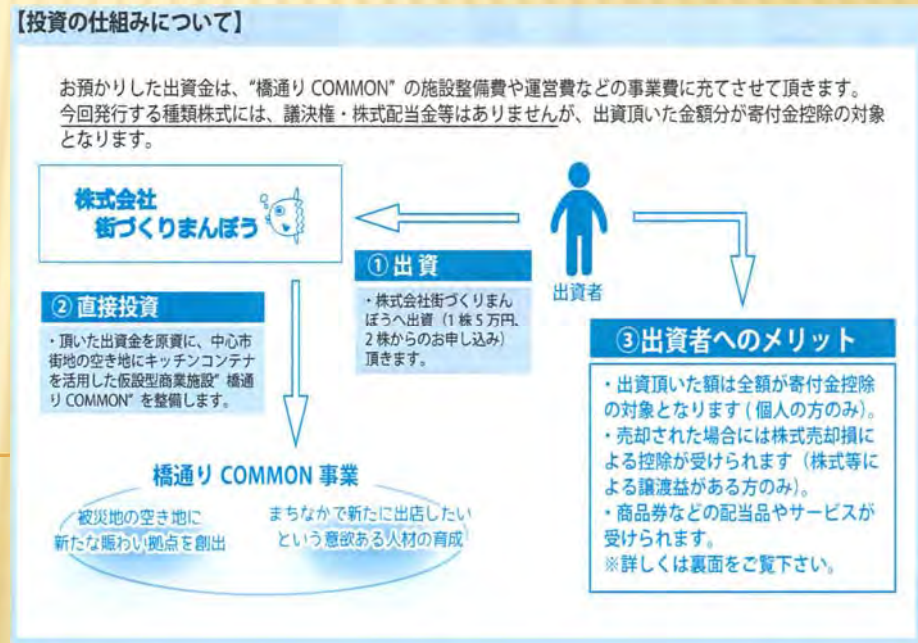 【投資の仕組みについて】
お預かりした出資金は、“橋通り COMMON” の施設整備費や運営費などの事業費に充てさせて頂きます。
今回発行する種類株式には、議決権・株式配当金等はありませんが、出資頂いた金額分が寄付金控除の対象
となります。
株式会社
街づくりまんぼう
①出 資
・株式会社街づくりまん
ぼうへ出資（1 株 5 万円、
2 株からのお申し込み）
頂きます。
出資者
②直接投資
・頂いた出資金を原資に、中心市
街地の空き地にキッチンコンテナ
を活用した仮設型商業施設” 橋通
り COMMON” を整備します。
③出資者へのメリット
・出資頂いた額は全額が寄付金控除
の対象となります ( 個人の方のみ)。
・売却された場合には株式売却損に
よる控除が受けられます（株式等に
よる譲渡益がある方のみ)。
・商品券などの配当品やサービスが
受けられます。
※詳しくは裏面をご覧下さい。
橋通り COMMON 事業
被災地の空き地に
新たな賑わい拠点を創出
まちなかで新たに出店したい
という意欲ある人材の育成